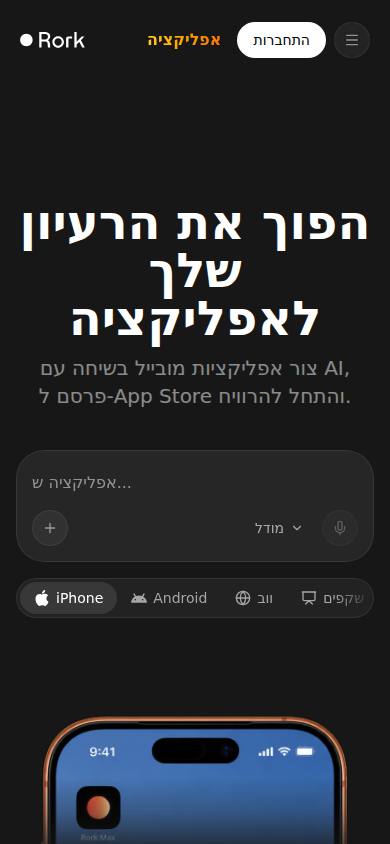 Rork
אפליקציה
התחברות
הפוך את הרעיון
שלך
לאפליקציה
צור אפליקציות מובייל בשיחה עם AI,
פרסם ל-App Store והתחל להרוויח.
אפליקציה ש...
מודל
iPhone
Android
ווב
שקפים
9:41
Rork Max